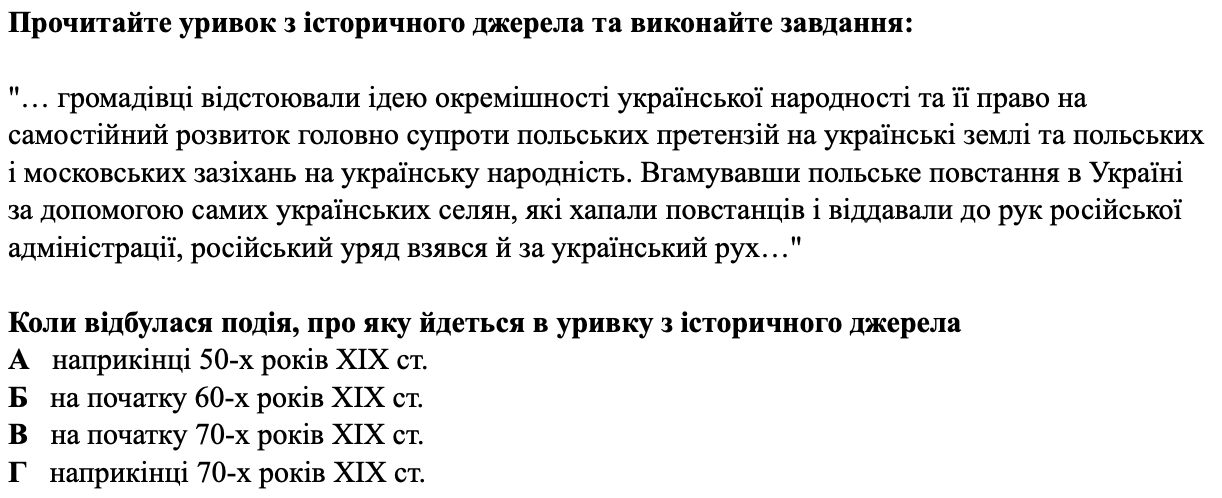 Прочитайте уривок з історичного джерела та виконайте завдання:
"… громадівці відстоювали ідею окремішності української народності та її право на
самостійний розвиток головно супроти польських претензій на українські землі та польських
і московських зазіхань на українську народність. Вгамувавши польське повстання в Україні
за допомогою самих українських селян, які хапали повстанців і віддавали до рук російської
адміністрації, російський уряд взявся й за український рух…"
Коли відбулася подія, про яку йдеться в уривку з історичного джерела
А наприкінці 50-х років ХІХ ст.
Б на початку 60-х років ХІХ ст.
В на початку 70-х років ХІХ ст.
Г наприкінці 70-х років ХІХ ст.